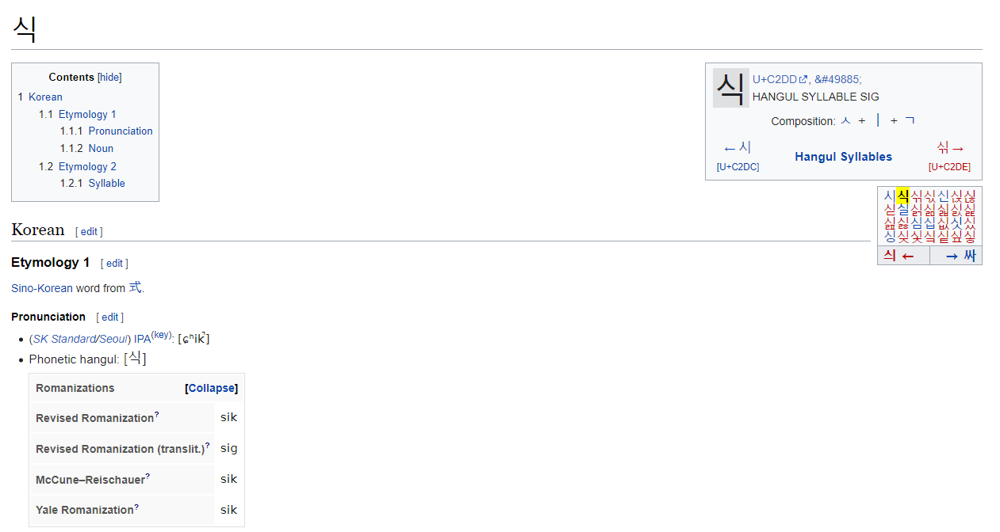 식
Contents [hide]
1 Korean
1.1 Etymology 1
1.1.1 Pronunciation
1.1.2 Noun
1.2 Etymology 2
1.2.1 Syllable
식
U+C2DD, &#49885;
HANGUL SYLLABLE SIG
Composition: ㅅ + ㅣ + ㄱ
← 시
[U+C2DC]
Hangul Syllables
싞 →
[U+C2DE]
시식싞싟신싡싢
싣실싥싦싧싨싩
싪싫심십싮싯싰
싱싲싳싴싵싶싷
싀 ← → 싸
Korean [ edit ]
Etymology 1 [ edit ]
Sino-Korean word from 式.
Pronunciation [ edit ]
• (SK Standard/Seoul) IPA(key): [ɕʰik̚]
• Phonetic hangul: [식]
Romanizations [Collapse]
Revised Romanization? sik
Revised Romanization (translit.)? sig
McCune–Reischauer? sik
Yale Romanization? sik